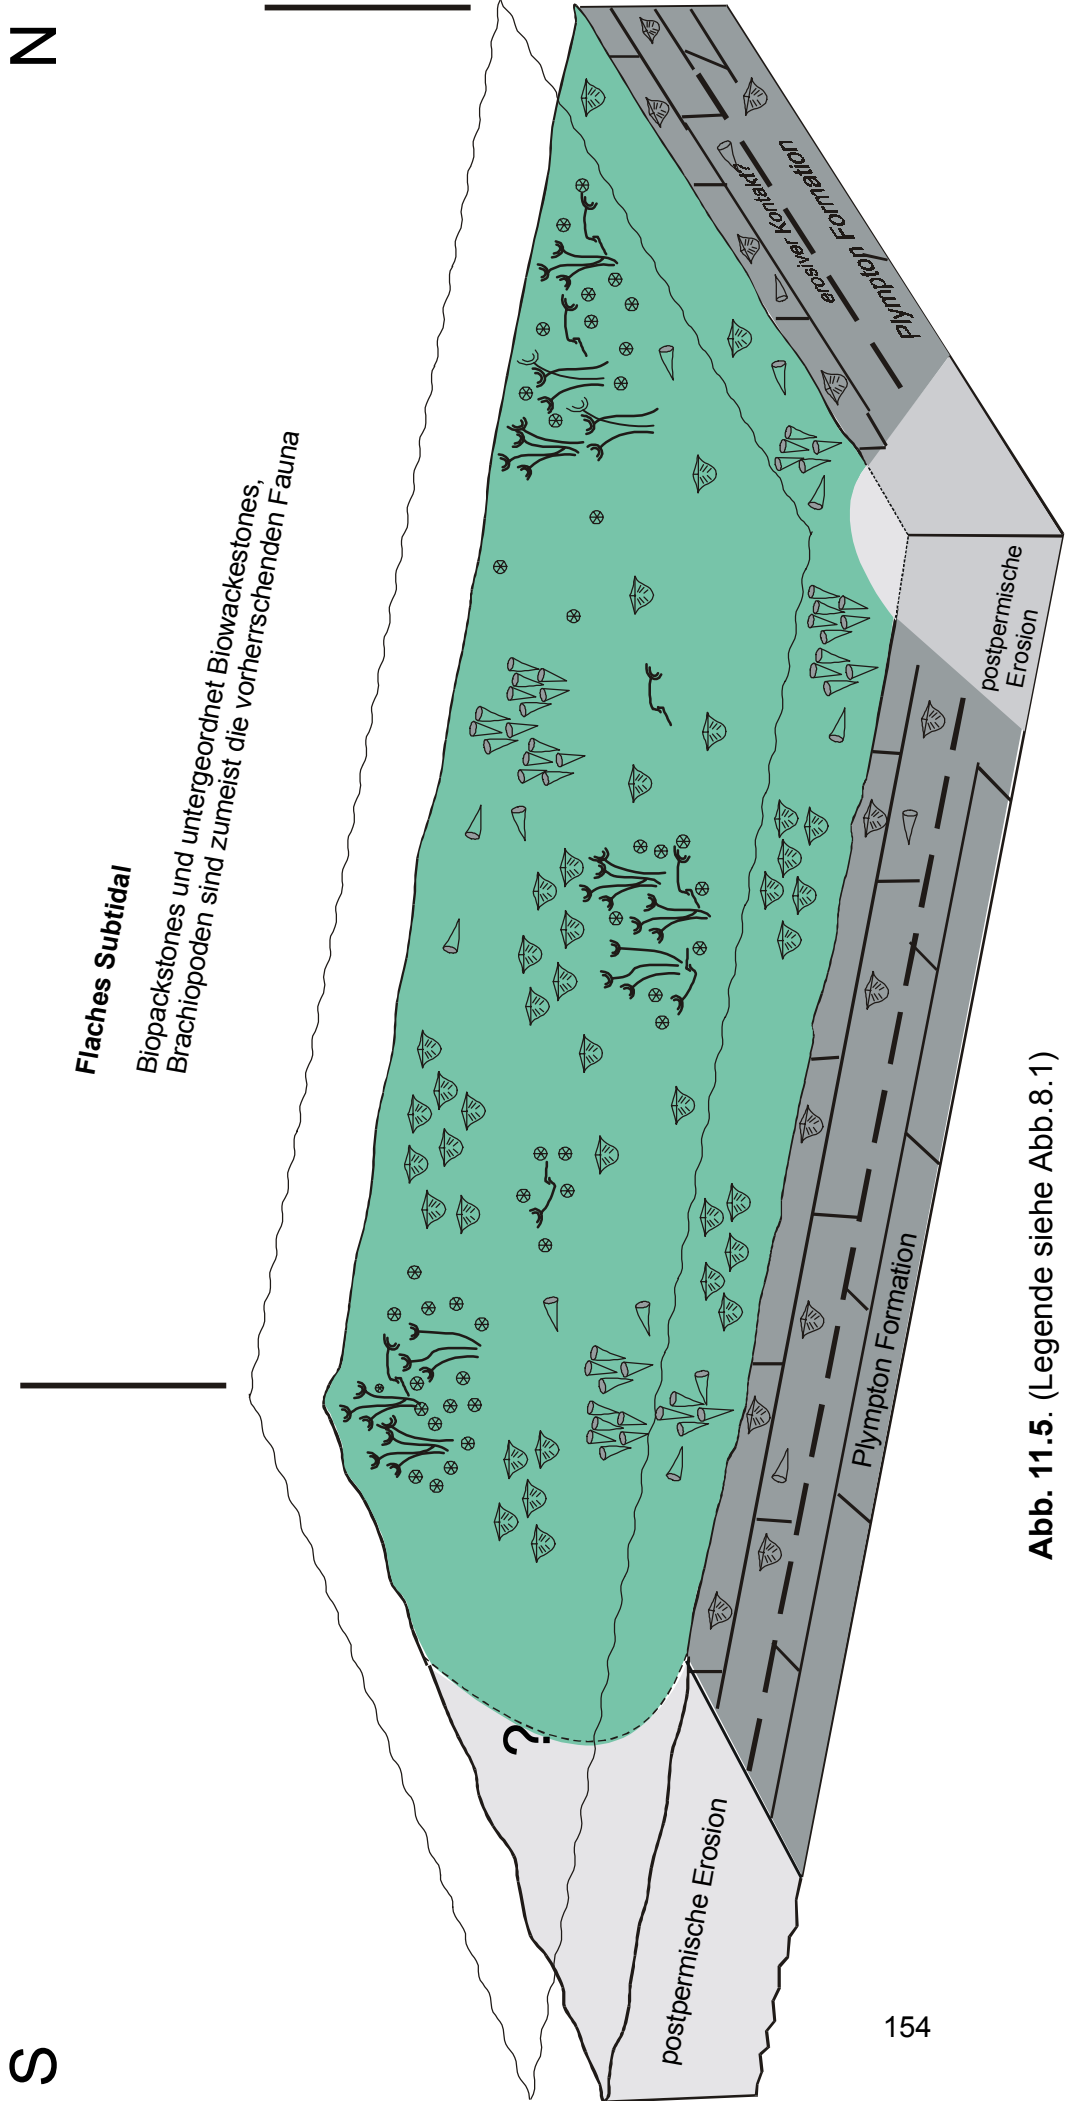 S
N
Flaches Subtidal
Biopackstones und untergeordnet Biowackestones,
Brachiopoden sind zumeist die vorherrschenden Fauna
?
postpermische Erosion
Plympton Formation
postpermische
Erosion
erosiver Kontakt?
Plympton Formation
Abb. 11.5. (Legende siehe Abb.8.1)
154